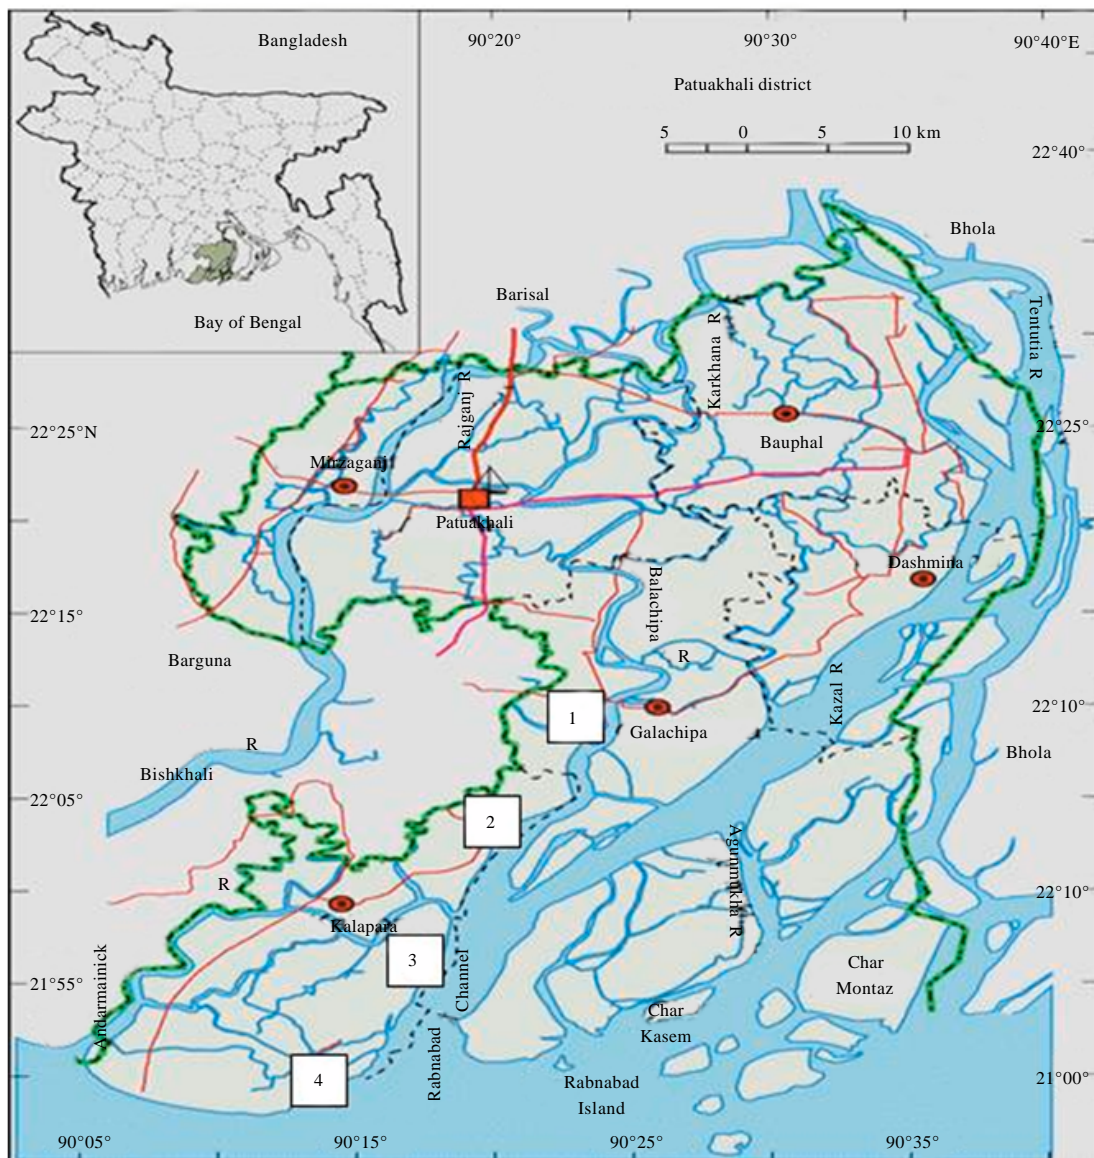 Bangladesh
90°20"
90°30"
90°40"E
Patuakhali district
5 0 5 10 km
22°40"
Bhola
Barisal
Tentutia R
Bay of Bengal
Karkhana R
Rajganj R
22°25"N
22°25"
Bauphal
Mirzaganj
Patuakhali
Dashmina
Balachipa
R
22°15"
Barguna
Kazal R
22°10"
1
Galachipa
Bhola
R
Bishkhali
22°05"
2
Agunmukha R
R
22°10"
Kalapara
3
Channel
Char
Montaz
21°55"
Andarmainick
Char
Kasem
Rabnabad
4
Rabnabad
Island
21°00"
90°05"
90°15"
90°25"
90°35"